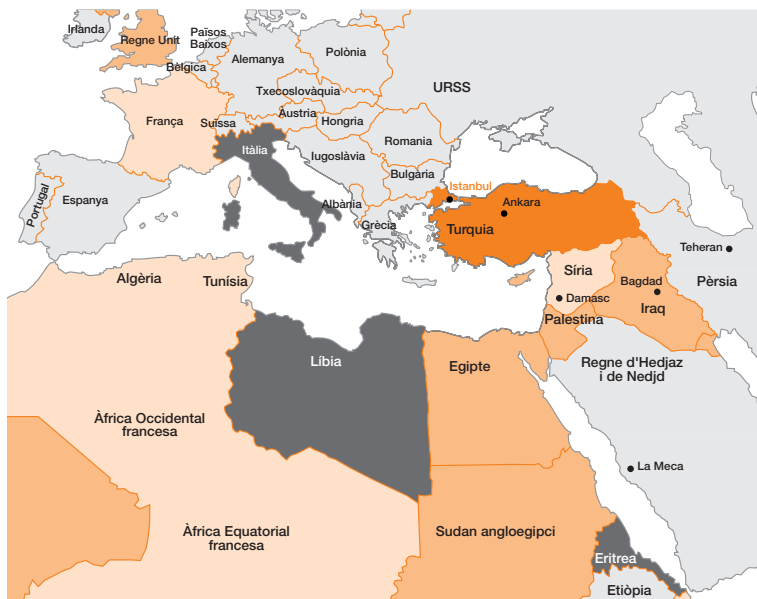 Irlanda
Regne Unit
Països
Baixos
Bèlgica
Alemanya
Polònia
URSS
Txecoslovàquia
França
Suïssa
Àustria
Hongria
Itàlia
Iugoslàvia
Romania
Bulgària
Portugal
Espanya
Albània
Grècia
Istanbul
Ankara
Turquia
Teheran
Pèrsia
Algèria
Tunísia
Síria
Damasc
Bagdad
Iraq
Palestina
Líbia
Egipte
Regne d'Hedjaz
i de Nedjd
Àfrica Occidental
francesa
La Meca
Àfrica Equatorial
francesa
Sudan angloegipci
Eritrea
Etiòpia